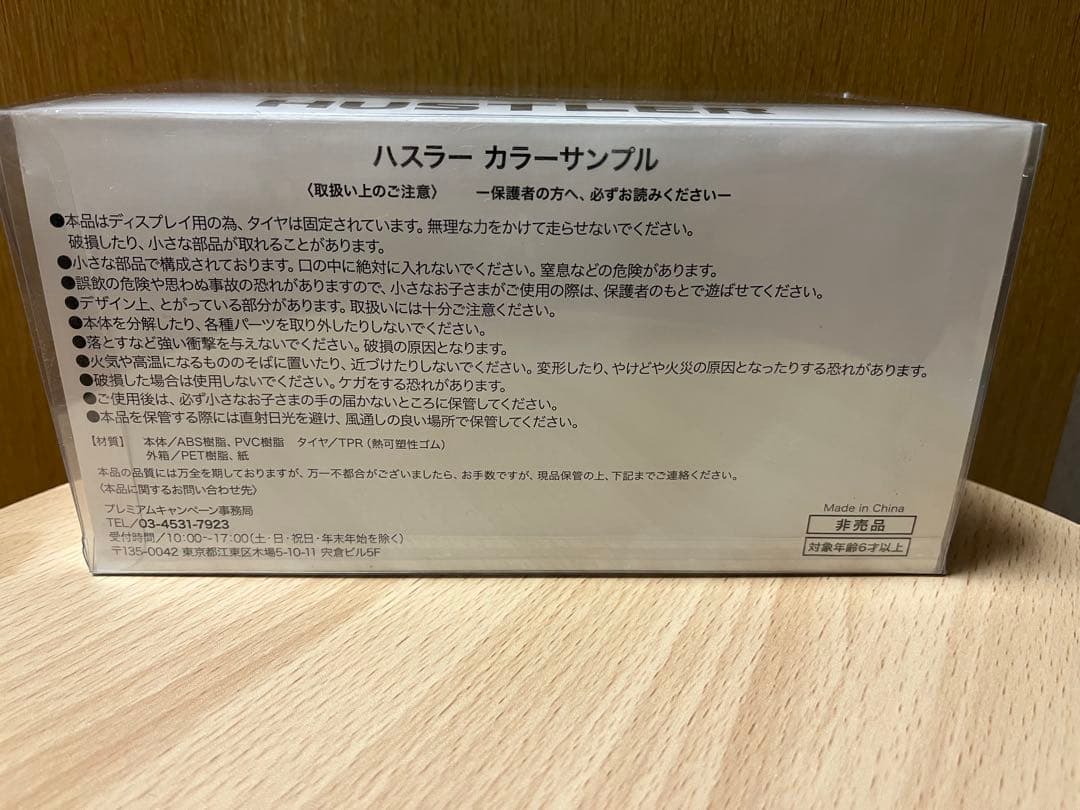 HUSTLER
ハスラー カラーサンプル
〈取扱い上のご注意〉 ー保護者の方へ、必ずお読みくださいー
●本品はディスプレイ用の為、タイヤは固定されています。無理な力をかけて走らせないでください。
破損したり、小さな部品が取れることがあります。
●小さな部品で構成されております。口の中に絶対に入れないでください。窒息などの危険があります。
●誤飲の危険や思わぬ事故の恐れがありますので、小さなお子さまがご使用の際は、保護者のもとで遊ばせてください。
●デザイン上、とがっている部分があります。取扱いには十分ご注意ください。
●本体を分解したり、各種パーツを取り外したりしないでください。
●落とすなど強い衝撃を与えないでください。破損の原因となります。
●火気や高温になるもののそばに置いたり、近づけたりしないでください。変形したり、やけどや火災の原因となったりする恐れがあります。
●破損した場合は使用しないでください。ケガをする恐れがあります。
●ご使用後は、必ず小さなお子さまの手の届かないところに保管してください。
●本品を保管する際には直射日光を避け、風通しの良い場所で保管してください。
【材質】 本体／ABS樹脂、PVC樹脂 タイヤ／TPR（熱可塑性ゴム）
外箱／PET樹脂、紙
本品の品質には万全を期しておりますが、万一不都合がございましたら、お手数ですが、現品保管の上、下記までご連絡ください。
〈本品に関するお問い合わせ先〉
プレミアムキャンペーン事務局
TEL／03-4531-7923
受付時間／10:00〜17:00（土・日・祝日・年末年始を除く）
〒135-0042 東京都江東区木場5-10-11 宍倉ビル5F
Made in China
非売品
対象年齢6才以上